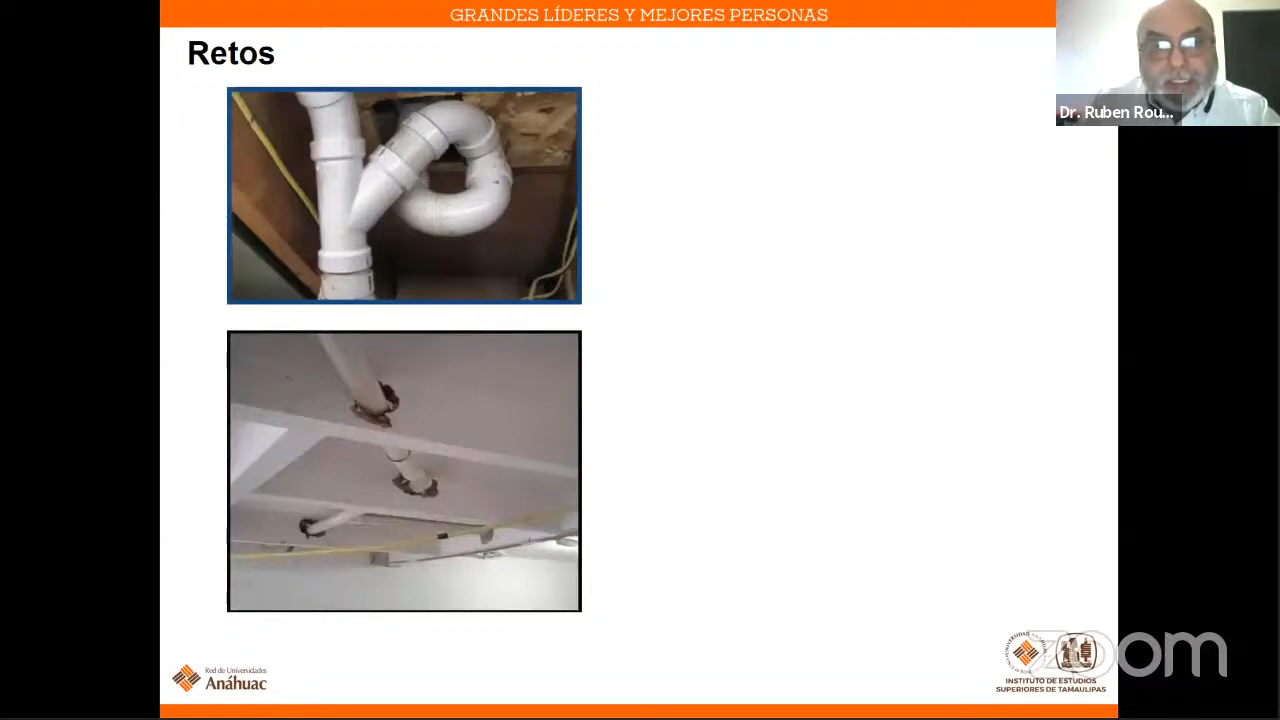 GRANDES LÍDERES Y MEJORES PERSONAS
Retos
Dr. Ruben Rou...
Red de Universidades
Anáhuac
INSTITUTO DE ESTUDIOS
SUPERIORES DE TAMAULIPAS
zoom